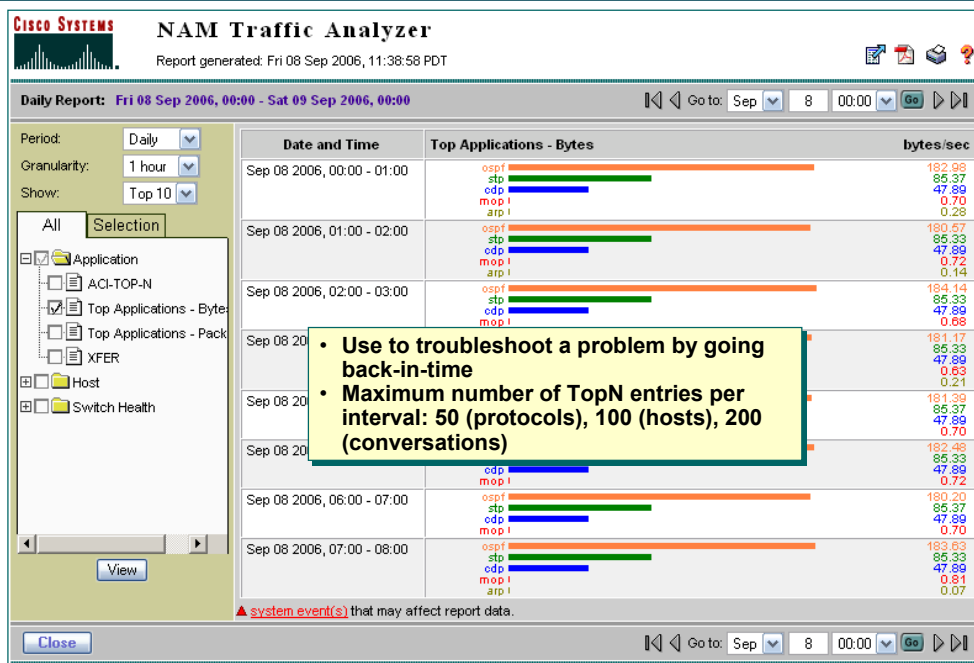 CISCO SYSTEMS
NAM Traffic Analyzer
Report generated: Fri 08 Sep 2006, 11:38:58 PDT
Daily Report: Fri 08 Sep 2006, 00:00 - Sat 09 Sep 2006, 00:00
Go to: Sep 8 00:00 Go
Period: Daily
Granularity: 1 hour
Show: Top 10
All Selection
Application
ACI-TOP-N
Top Applications - Byte
Top Applications - Pack
XFER
Host
Switch Health
View
Date and Time Top Applications - Bytes bytes/sec
Sep 08 2006, 00:00 - 01:00
ospf 182.98
stp 85.37
cdp 47.89
mop 0.70
arp 0.28
Sep 08 2006, 01:00 - 02:00
ospf 180.57
stp 85.33
cdp 47.89
mop 0.72
arp 0.14
Sep 08 2006, 02:00 - 03:00
ospf 184.14
stp 85.33
cdp 47.89
mop 0.68
Sep 08 20
181.17
85.33
47.89
0.63
0.21
Sep 08 20
181.39
85.37
47.89
0.70
Sep 08 20
182.48
85.33
cdp 47.89
mop 0.72
• Use to troubleshoot a problem by going
back-in-time
• Maximum number of TopN entries per
interval: 50 (protocols), 100 (hosts), 200
(conversations)
Sep 08 2006, 06:00 - 07:00
ospf 180.20
stp 85.37
cdp 47.89
mop 0.70
Sep 08 2006, 07:00 - 08:00
ospf 183.63
stp 85.33
cdp 47.89
mop 0.81
arp 0.07
system event(s) that may affect report data.
Close
Go to: Sep 8 00:00 Go